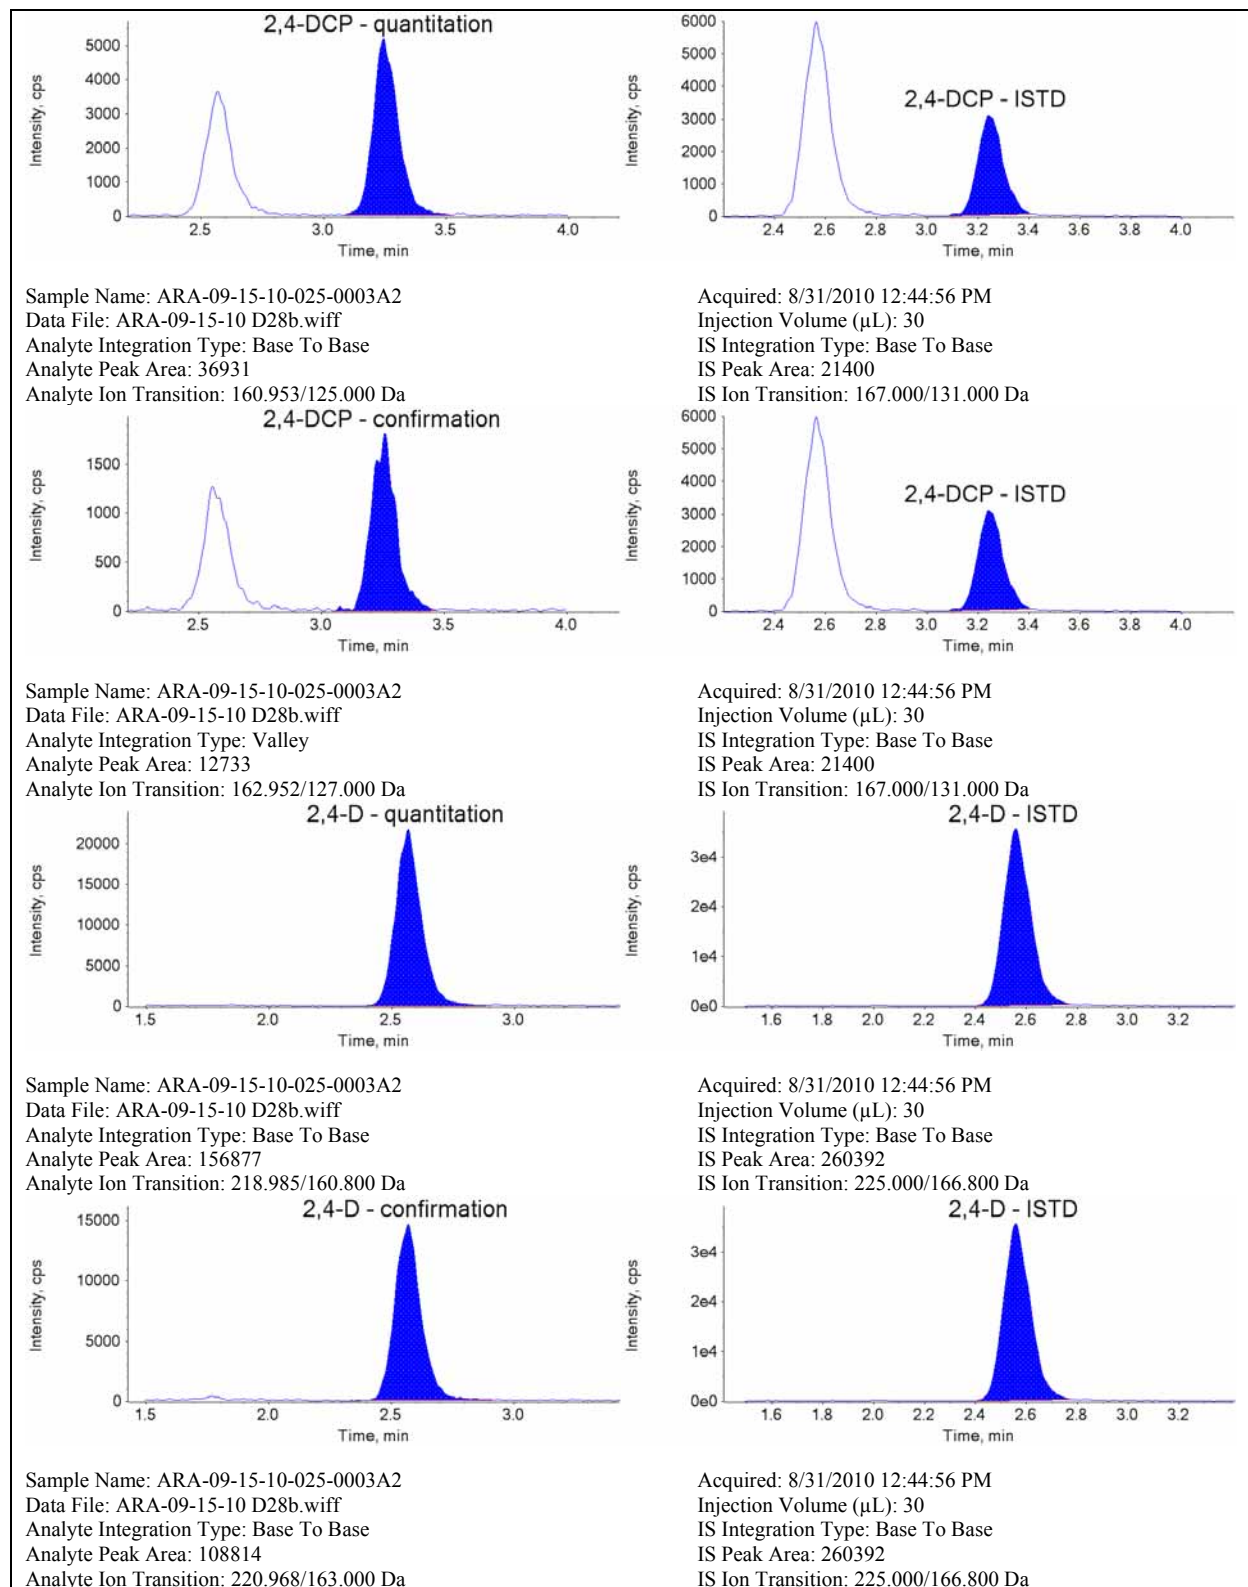 2,4-DCP - quantitation
5000
4000
3000
2000
1000
0
Intensity, cps
2.5 3.0 3.5 4.0
Time, min
2,4-DCP - ISTD
6000
5000
4000
3000
2000
1000
0
Intensity, cps
2.4 2.6 2.8 3.0 3.2 3.4 3.6 3.8 4.0
Time, min
Sample Name: ARA-09-15-10-025-0003A2
Data File: ARA-09-15-10 D28b.wiff
Analyte Integration Type: Base To Base
Analyte Peak Area: 36931
Analyte Ion Transition: 160.953/125.000 Da
Acquired: 8/31/2010 12:44:56 PM
Injection Volume (µL): 30
IS Integration Type: Base To Base
IS Peak Area: 21400
IS Ion Transition: 167.000/131.000 Da
2,4-DCP - confirmation
1500
1000
500
0
Intensity, cps
2.5 3.0 3.5 4.0
Time, min
2,4-DCP - ISTD
6000
5000
4000
3000
2000
1000
0
Intensity, cps
2.4 2.6 2.8 3.0 3.2 3.4 3.6 3.8 4.0
Time, min
Sample Name: ARA-09-15-10-025-0003A2
Data File: ARA-09-15-10 D28b.wiff
Analyte Integration Type: Valley
Analyte Peak Area: 12733
Analyte Ion Transition: 162.952/127.000 Da
Acquired: 8/31/2010 12:44:56 PM
Injection Volume (µL): 30
IS Integration Type: Base To Base
IS Peak Area: 21400
IS Ion Transition: 167.000/131.000 Da
2,4-D - quantitation
20000
15000
10000
5000
0
Intensity, cps
1.5 2.0 2.5 3.0
Time, min
2,4-D - ISTD
3e4
2e4
1e4
0e0
Intensity, cps
1.6 1.8 2.0 2.2 2.4 2.6 2.8 3.0 3.2
Time, min
Sample Name: ARA-09-15-10-025-0003A2
Data File: ARA-09-15-10 D28b.wiff
Analyte Integration Type: Base To Base
Analyte Peak Area: 156877
Analyte Ion Transition: 218.985/160.800 Da
Acquired: 8/31/2010 12:44:56 PM
Injection Volume (µL): 30
IS Integration Type: Base To Base
IS Peak Area: 260392
IS Ion Transition: 225.000/166.800 Da
2,4-D - confirmation
15000
10000
5000
0
Intensity, cps
1.5 2.0 2.5 3.0
Time, min
2,4-D - ISTD
3e4
2e4
1e4
0e0
Intensity, cps
1.6 1.8 2.0 2.2 2.4 2.6 2.8 3.0 3.2
Time, min
Sample Name: ARA-09-15-10-025-0003A2
Data File: ARA-09-15-10 D28b.wiff
Analyte Integration Type: Base To Base
Analyte Peak Area: 108814
Analyte Ion Transition: 220.968/163.000 Da
Acquired: 8/31/2010 12:44:56 PM
Injection Volume (µL): 30
IS Integration Type: Base To Base
IS Peak Area: 260392
IS Ion Transition: 225.000/166.800 Da